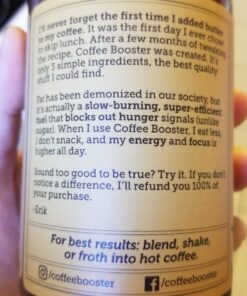 I'll never forget the first time I added butter
to my coffee. It was the first day I ever chose
to skip lunch. After a few months of tweaking
the recipe, Coffee Booster was created. It's
only 3 simple ingredients, the best quality
stuff I could find.
Fat has been demonized in our society, but
it's actually a slow-burning, super-efficient
fuel that blocks out hunger signals (unlike
sugar). When I use Coffee Booster, I eat less,
I don't snack, and my energy and focus is
higher all day.
Sound too good to be true? Try it. If you don't
notice a difference, I'll refund you 100% of
your purchase.
-Erik
For best results: blend, shake,
or froth into hot coffee.
/coffeebooster
/coffeebooster